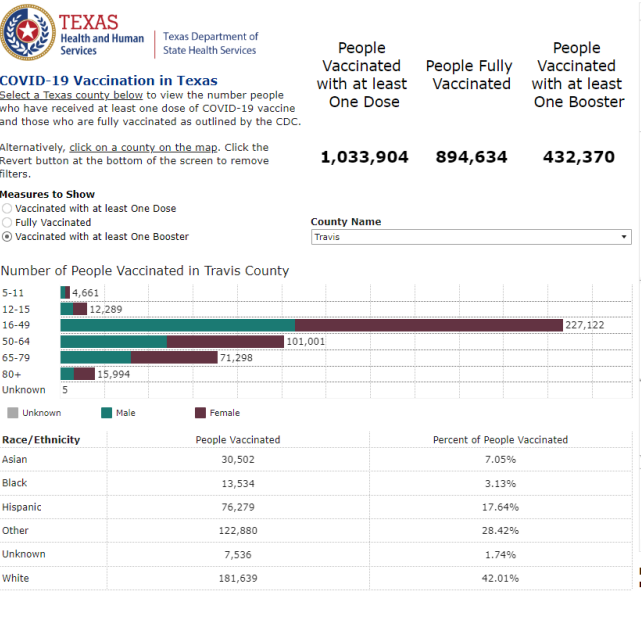 TEXAS
Health and Human
Services
Texas Department of
State Health Services
COVID-19 Vaccination in Texas
Select a Texas county below to view the number people
who have received at least one dose of COVID-19 vaccine
and those who are fully vaccinated as outlined by the CDC.
Alternatively, click on a county on the map. Click the
Revert button at the bottom of the screen to remove
filters.
People
Vaccinated
with at least
One Dose
People Fully
Vaccinated
People
Vaccinated
with at least
One Booster
1,033,904 894,634 432,370
Measures to Show
Vaccinated with at least One Dose
Fully Vaccinated
Vaccinated with at least One Booster
County Name
Travis
Number of People Vaccinated in Travis County
5-11 4,661
12-15 12,289
16-49 227,122
50-64 101,001
65-79 71,298
80+ 15,994
Unknown 5
Unknown Male Female
Race/Ethnicity People Vaccinated Percent of People Vaccinated
Asian 30,502 7.05%
Black 13,534 3.13%
Hispanic 76,279 17.64%
Other 122,880 28.42%
Unknown 7,536 1.74%
White 181,639 42.01%